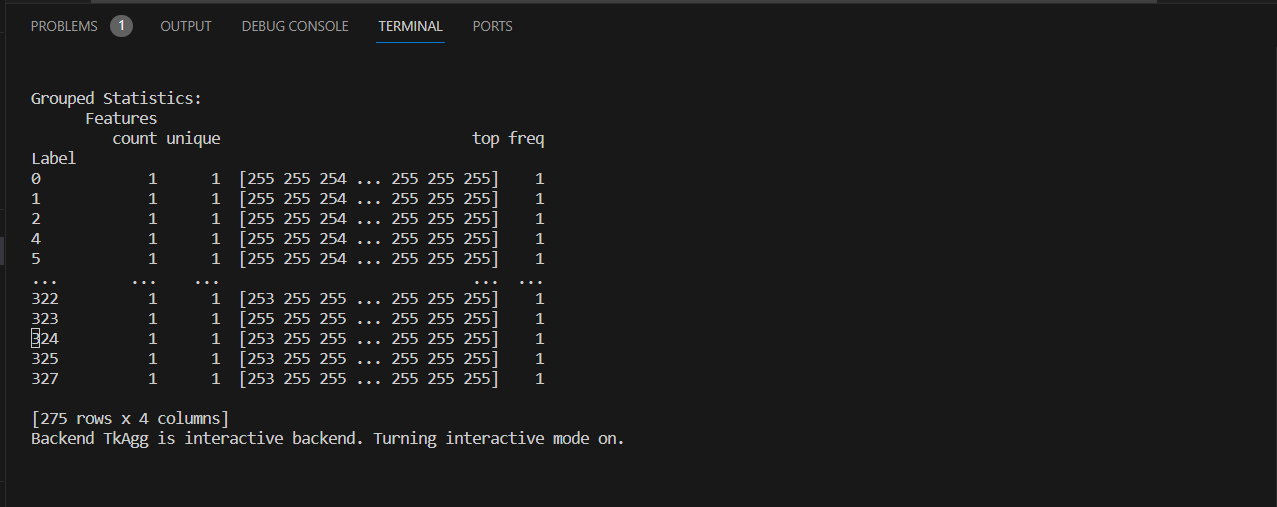 PROBLEMS 1 OUTPUT DEBUG CONSOLE TERMINAL PORTS
Grouped Statistics:
Features
count unique top freq
Label
0 1 1 [255 255 254 ... 255 255 255] 1
1 1 1 [255 255 254 ... 255 255 255] 1
2 1 1 [255 255 254 ... 255 255 255] 1
4 1 1 [255 255 254 ... 255 255 255] 1
5 1 1 [255 255 254 ... 255 255 255] 1
... ... ... ... ...
322 1 1 [253 255 255 ... 255 255 255] 1
323 1 1 [255 255 255 ... 255 255 255] 1
324 1 1 [253 255 255 ... 255 255 255] 1
325 1 1 [253 255 255 ... 255 255 255] 1
327 1 1 [253 255 255 ... 255 255 255] 1
[275 rows x 4 columns]
Backend TkAgg is interactive backend. Turning interactive mode on.